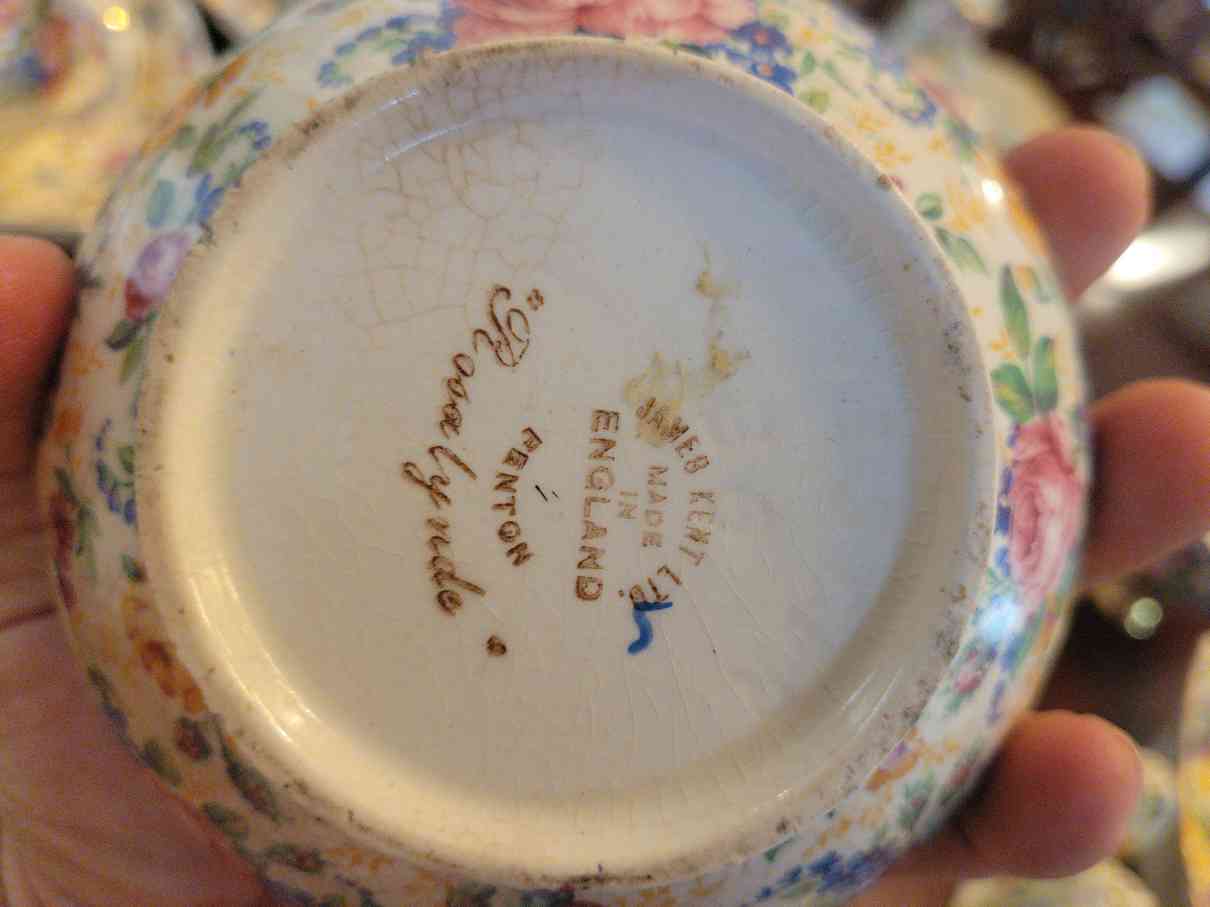 JAMES KENT LTD.
MADE
IN
ENGLAND
FENTON
"Rosalynde"